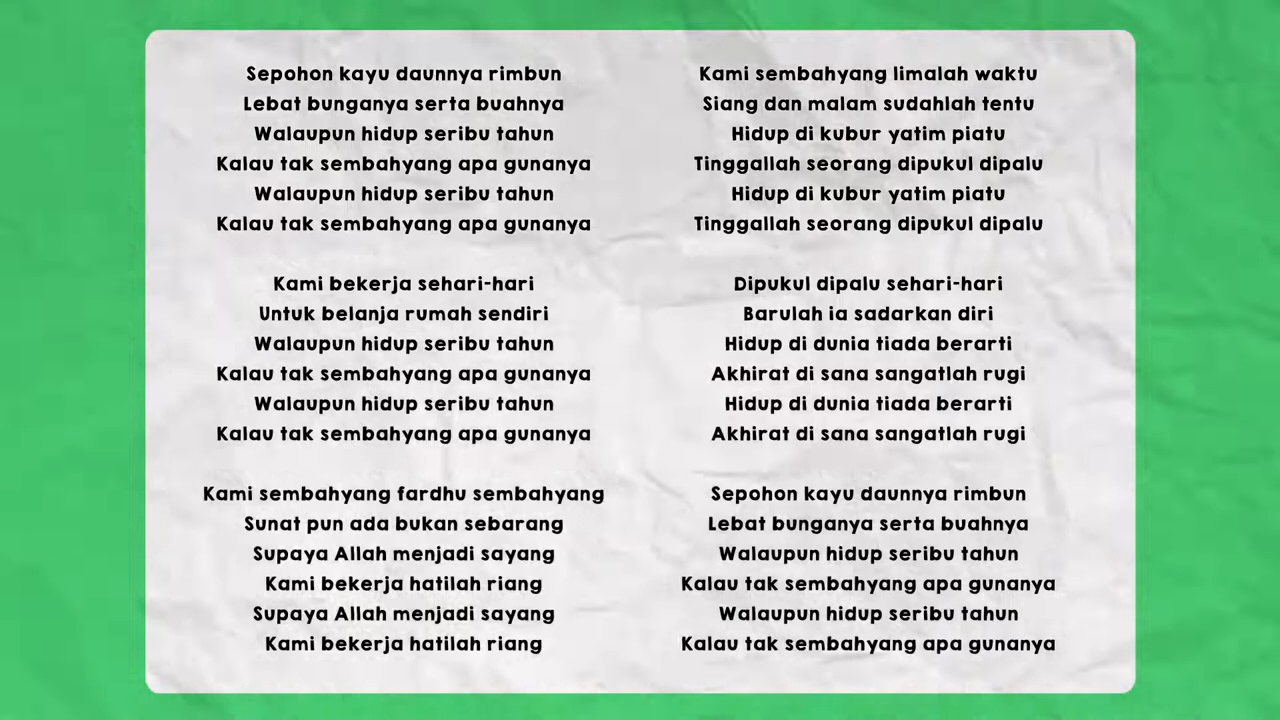 Sepohon kayu daunnya rimbun
Lebat bunganya serta buahnya
Walaupun hidup seribu tahun
Kalau tak sembahyang apa gunanya
Walaupun hidup seribu tahun
Kalau tak sembahyang apa gunanya
Kami bekerja sehari-hari
Untuk belanja rumah sendiri
Walaupun hidup seribu tahun
Kalau tak sembahyang apa gunanya
Walaupun hidup seribu tahun
Kalau tak sembahyang apa gunanya
Kami sembahyang fardhu sembahyang
Sunat pun ada bukan sebarang
Supaya Allah menjadi sayang
Kami bekerja hatilah riang
Supaya Allah menjadi sayang
Kami bekerja hatilah riang
Kami sembahyang limalah waktu
Siang dan malam sudahlah tentu
Hidup di kubur yatim piatu
Tinggallah seorang dipukul dipalu
Hidup di kubur yatim piatu
Tinggallah seorang dipukul dipalu
Dipukul dipalu sehari-hari
Barulah ia sadarkan diri
Hidup di dunia tiada berarti
Akhirat di sana sangatlah rugi
Hidup di dunia tiada berarti
Akhirat di sana sangatlah rugi
Sepohon kayu daunnya rimbun
Lebat bunganya serta buahnya
Walaupun hidup seribu tahun
Kalau tak sembahyang apa gunanya
Walaupun hidup seribu tahun
Kalau tak sembahyang apa gunanya